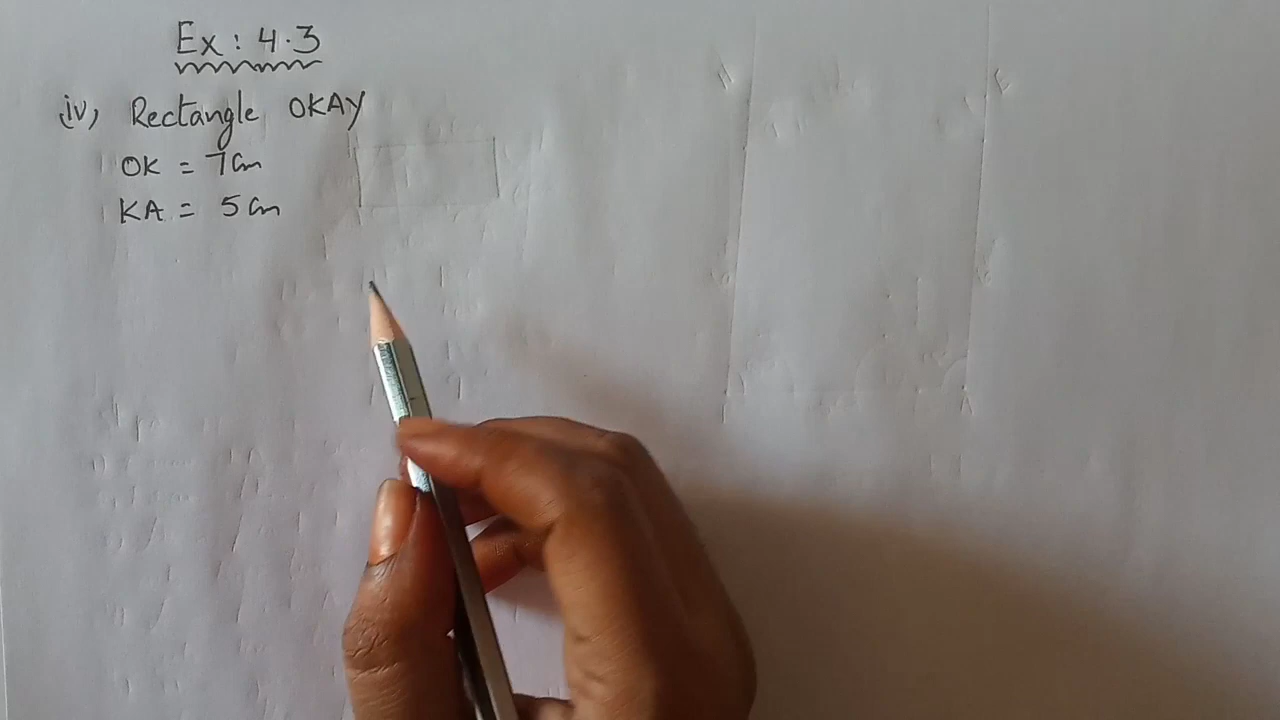 Ex : 4.3
iv) Rectangle OKAY
OK = 7cm
KA = 5cm